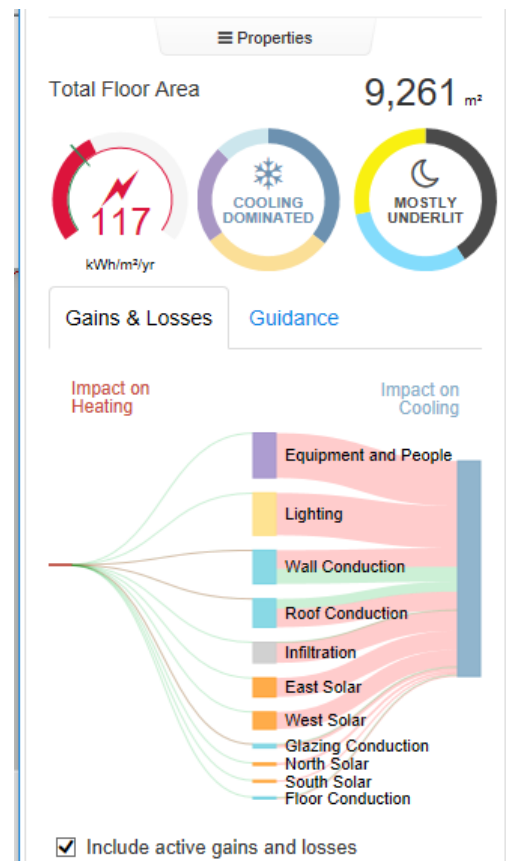 ≡ Properties
Total Floor Area
9,261 m²
117
kWh/m²/yr
COOLING
DOMINATED
MOSTLY
UNDERLIT
Gains & Losses
Guidance
Impact on
Heating
Impact on
Cooling
Equipment and People
Lighting
Wall Conduction
Roof Conduction
Infiltration
East Solar
West Solar
Glazing Conduction
North Solar
South Solar
Floor Conduction
Include active gains and losses